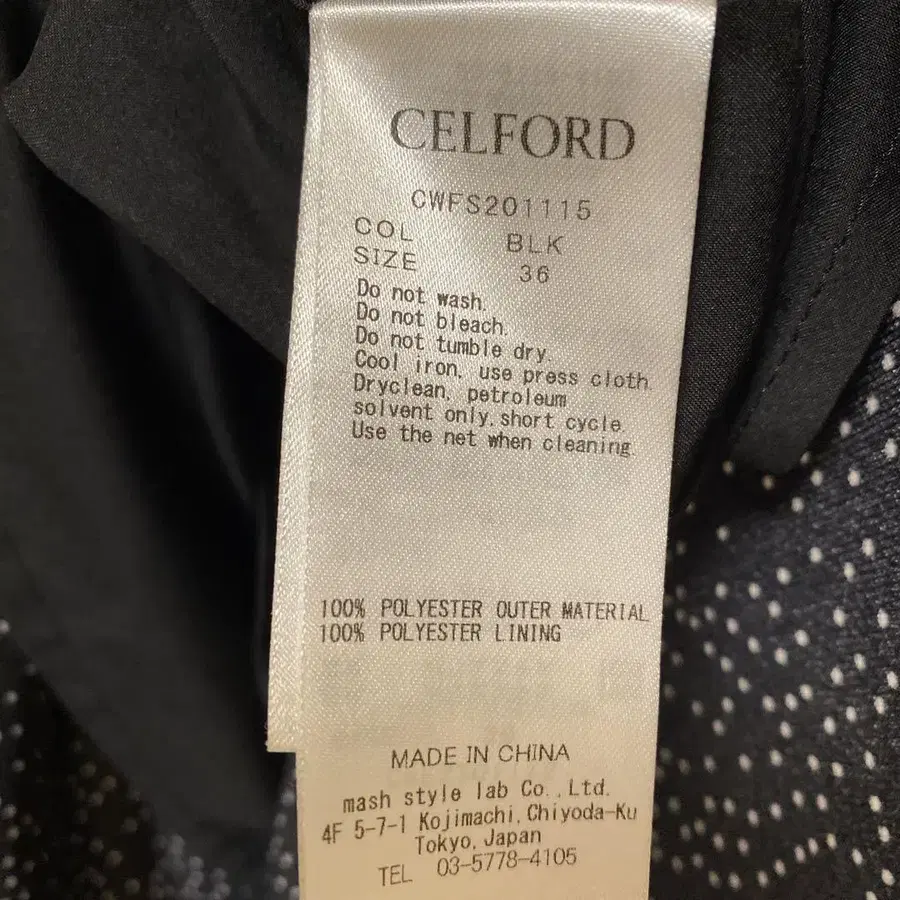 CELFORD
CWFS201115
COL BLK
SIZE 36
Do not wash.
Do not bleach.
Do not tumble dry.
Cool iron, use press cloth
Dryclean, petroleum
solvent only, short cycle.
Use the net when cleaning.
100% POLYESTER OUTER MATERIAL
100% POLYESTER LINING
MADE IN CHINA
mash style lab Co.,Ltd.
4F 5-7-1 Kojimachi,Chiyoda-Ku
Tokyo,Japan
TEL 03-5778-4105